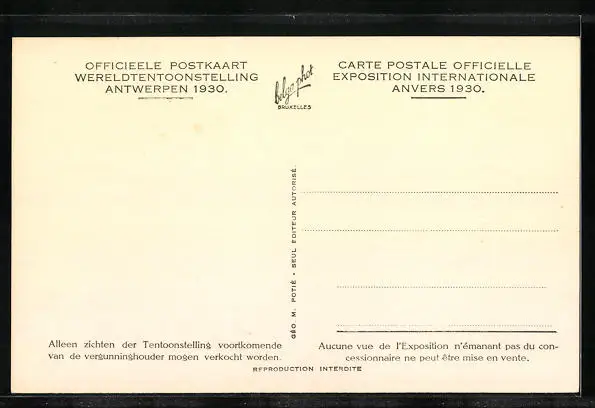 OFFICIEELE POSTKAART
WERELDTENTOONSTELLING
ANTWERPEN 1930.
belgo phot
BRUXELLES
CARTE POSTALE OFFICIELLE
EXPOSITION INTERNATIONALE
ANVERS 1930.
GÉO. M. POTIÉ - SEUL EDITEUR AUTORISÉ.
Alleen zichten der Tentoonstelling voortkomende
van de vergunninghouder mogen verkocht worden.
Aucune vue de l'Exposition n'émanant pas du con-
cessionnaire ne peut être mise en vente.
REPRODUCTION INTERDITE